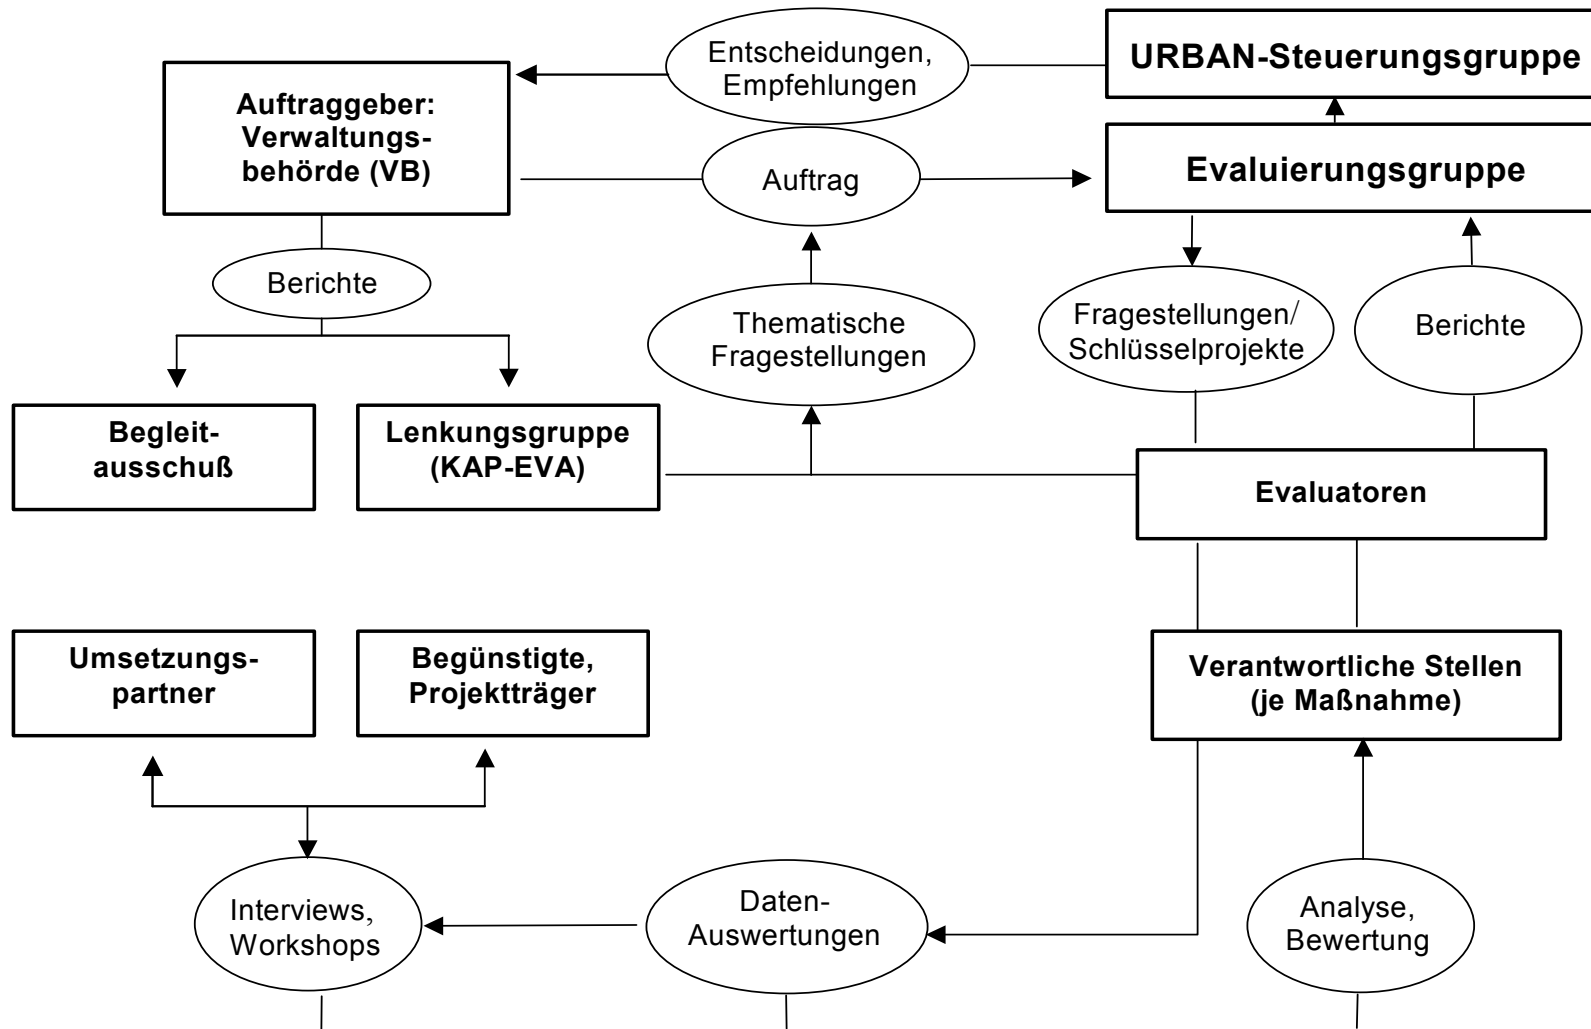 Entscheidungen,
Empfehlungen
URBAN-Steuerungsgruppe
Auftraggeber:
Verwaltungs-
behörde (VB)
Auftrag
Evaluierungsgruppe
Berichte
Thematische
Fragestellungen
Fragestellungen/
Schlüsselprojekte
Berichte
Begleit-
ausschuß
Lenkungsgruppe
(KAP-EVA)
Evaluatoren
Umsetzungs-
partner
Begünstigte,
Projektträger
Verantwortliche Stellen
(je Maßnahme)
Interviews,
Workshops
Daten-
Auswertungen
Analyse,
Bewertung